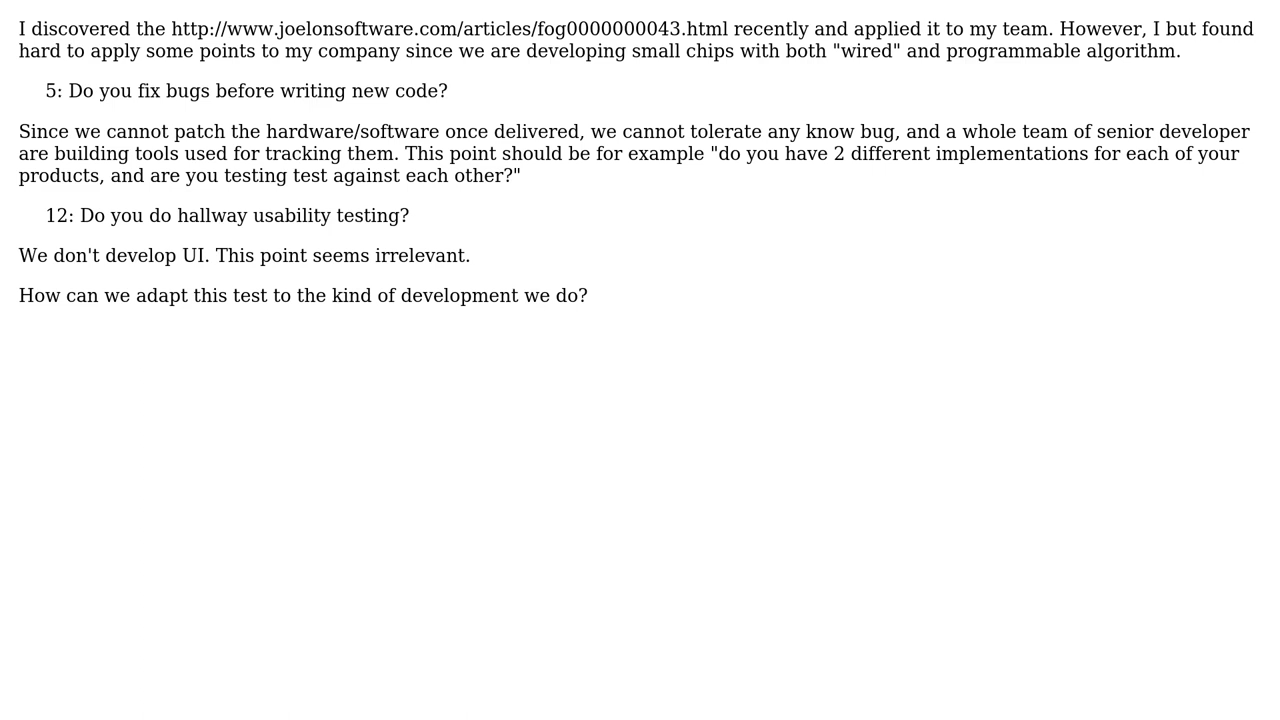 I discovered the http://www.joelonsoftware.com/articles/fog0000000043.html recently and applied it to my team. However, I but found
hard to apply some points to my company since we are developing small chips with both "wired" and programmable algorithm.
5: Do you fix bugs before writing new code?
Since we cannot patch the hardware/software once delivered, we cannot tolerate any know bug, and a whole team of senior developer
are building tools used for tracking them. This point should be for example "do you have 2 different implementations for each of your
products, and are you testing test against each other?"
12: Do you do hallway usability testing?
We don't develop UI. This point seems irrelevant.
How can we adapt this test to the kind of development we do?